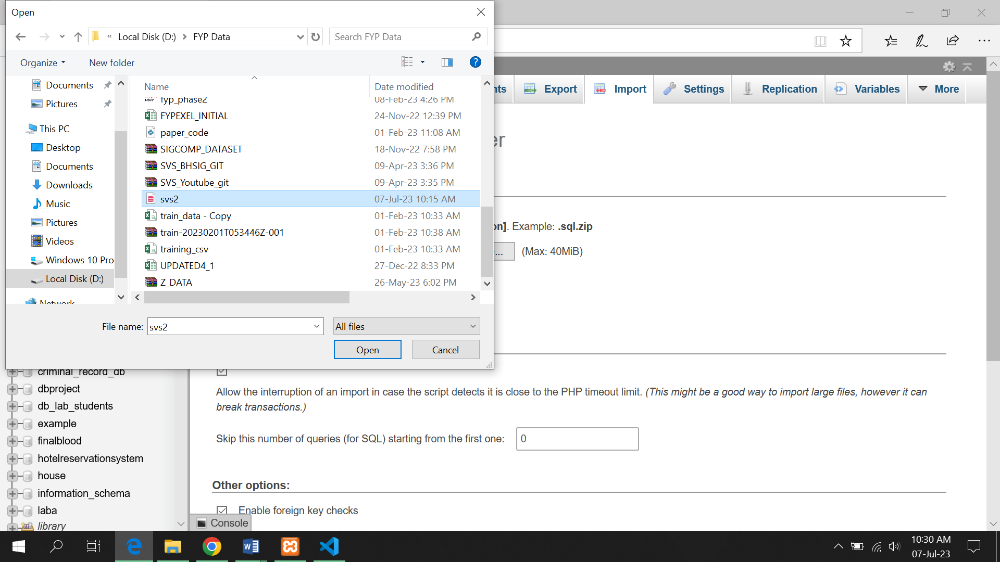 Open
« Local Disk (D:) > FYP Data
Search FYP Data
Organize
New folder
Documents
Pictures
This PC
Desktop
Documents
Downloads
Music
Pictures
Videos
Windows 10 Pro
Local Disk (D:)
Network
Name
Date modified
fyp_phase2 08-Feb-23 4:26 PM
FYPEXEL_INITIAL 24-Nov-22 12:39 PM
paper_code 01-Feb-23 11:08 AM
SIGCOMP_DATASET 18-Nov-22 7:58 PM
SVS_BHSIG_GIT 09-Apr-23 3:36 PM
SVS_Youtube_git 09-Apr-23 3:35 PM
svs2 07-Jul-23 10:15 AM
train_data - Copy 01-Feb-23 10:33 AM
train-20230201T053446Z-001 01-Feb-23 10:38 AM
training_csv 01-Feb-23 10:33 AM
UPDATED4_1 27-Dec-22 8:33 PM
Z_DATA 26-May-23 6:02 PM
File name: svs2
All files
Open
Cancel
nts
Export
Import
Settings
Replication
Variables
More
er
on]. Example: .sql.zip
... (Max: 40MiB)
criminal_record_db
dbproject
db_lab_students
example
finalblood
hotelreservationsystem
house
information_schema
laba
library
Allow the interruption of an import in case the script detects it is close to the PHP timeout limit. (This might be a good way to import large files, however it can
break transactions.)
Skip this number of queries (for SQL) starting from the first one: 0
Other options:
Enable foreign key checks
Console
10:30 AM
07-Jul-23